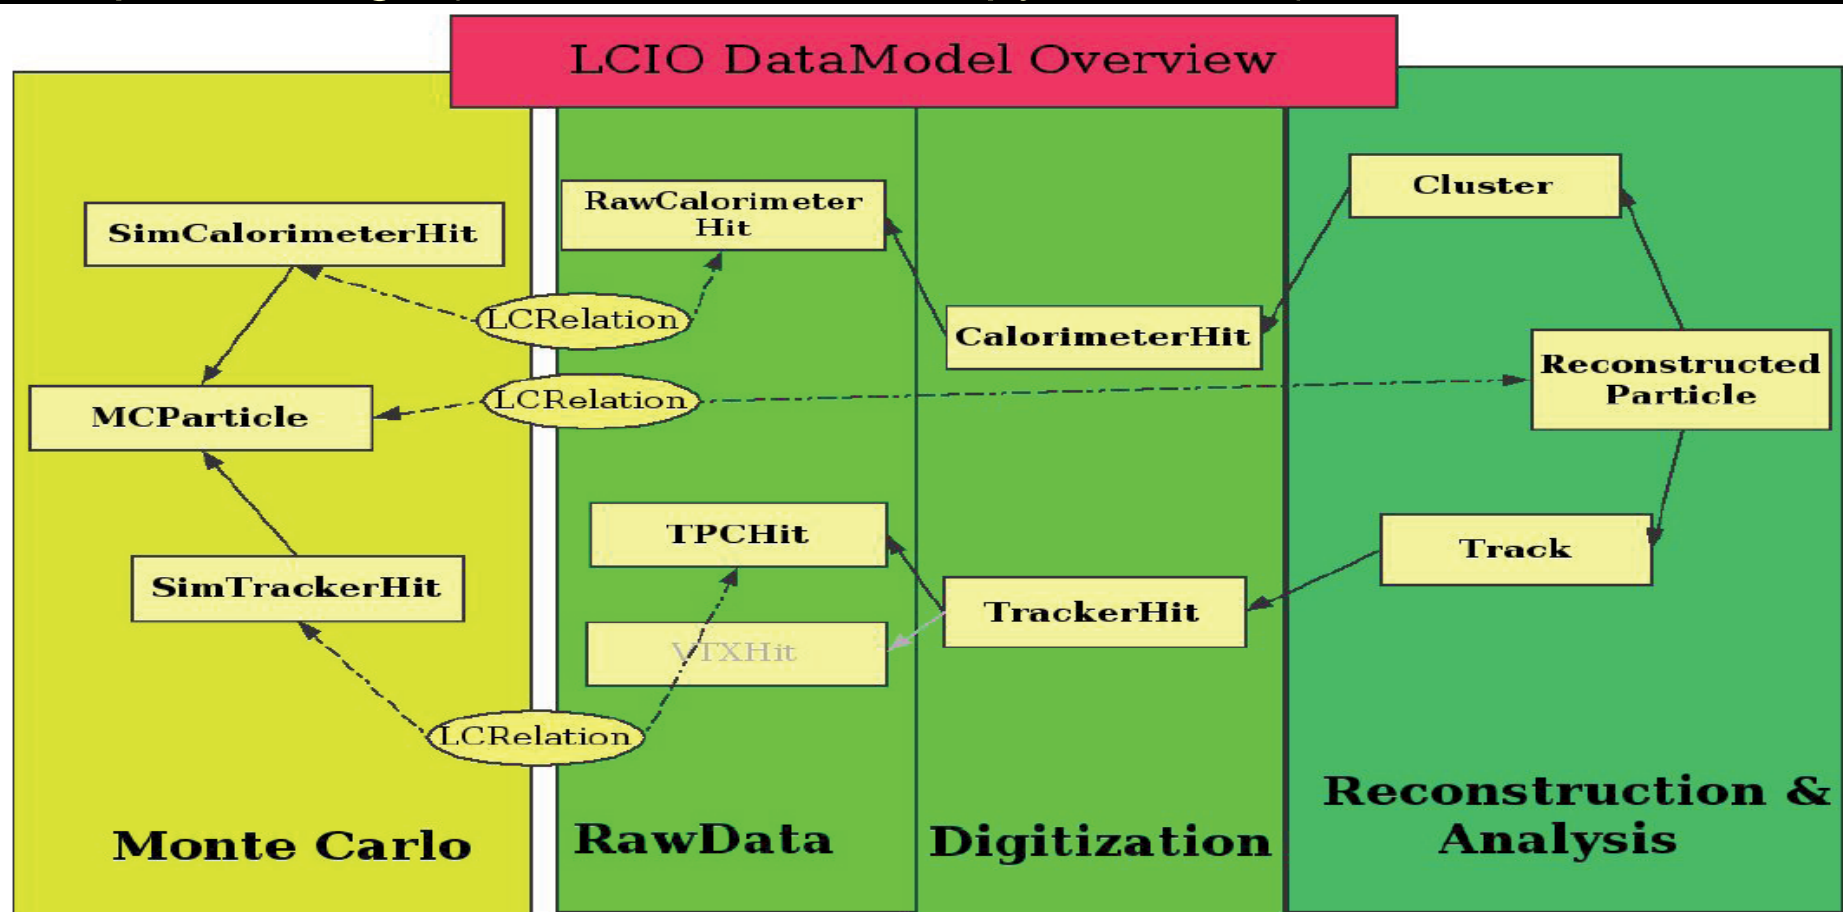 LCIO DataModel Overview
SimCalorimeterHit
MCParticle
SimTrackerHit
Monte Carlo
LCRelation
LCRelation
LCRelation
RawCalorimeter
Hit
TPCHit
VTXHit
RawData
CalorimeterHit
TrackerHit
Digitization
Cluster
Reconstructed
Particle
Track
Reconstruction &
Analysis